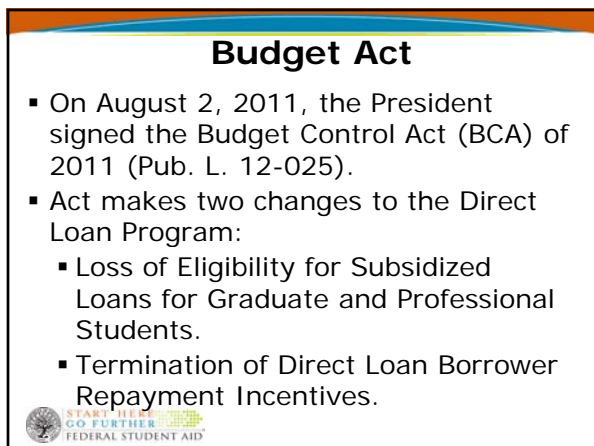 Budget Act
▪ On August 2, 2011, the President
signed the Budget Control Act (BCA) of
2011 (Pub. L. 12-025).
▪ Act makes two changes to the Direct
Loan Program:
▪ Loss of Eligibility for Subsidized
Loans for Graduate and Professional
Students.
▪ Termination of Direct Loan Borrower
Repayment Incentives.
START HERE
GO FURTHER
FEDERAL STUDENT AID